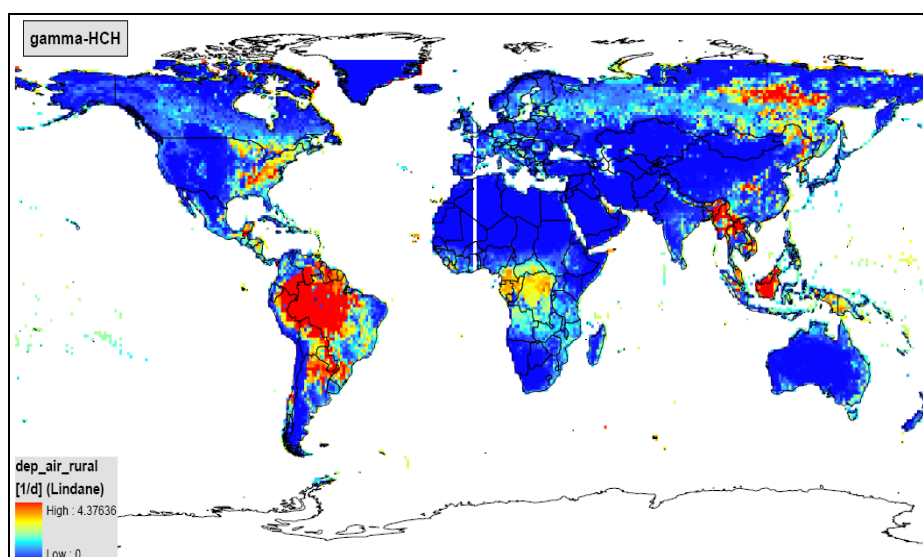 gamma-HCH
dep_air_rural
[1/d] (Lindane)
High : 4.37636
Low : 0